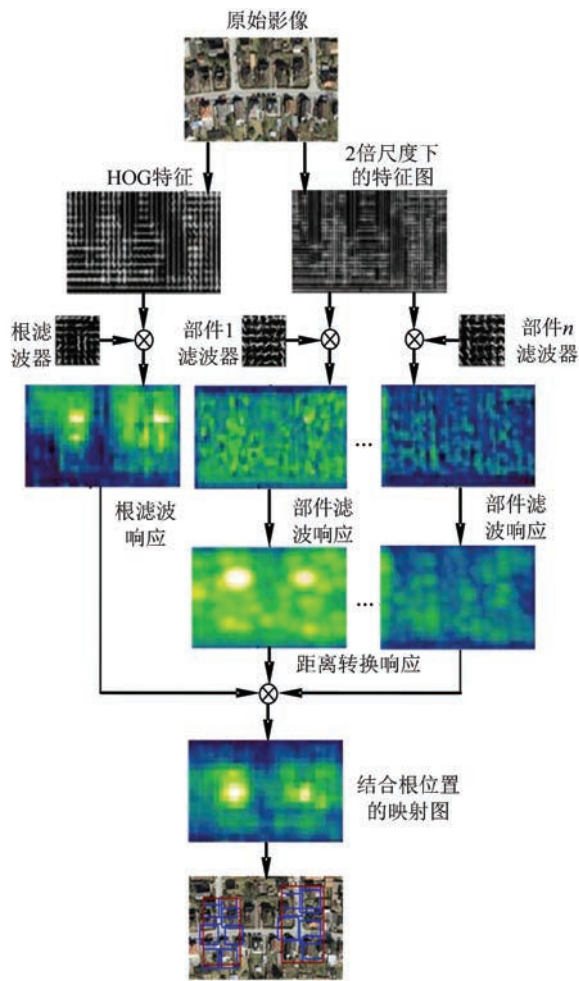 原始影像
HOG特征
2倍尺度下
的特征图
根滤
波器
部件1
滤波器
部件n
滤波器
...
根滤波
响应
部件滤
波响应
部件滤
波响应
...
距离转换响应
结合根位置
的映射图